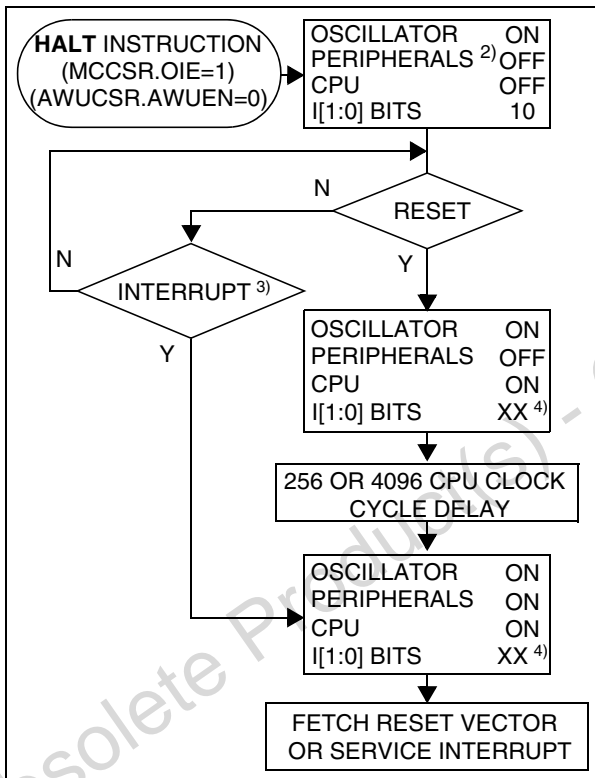 HALT INSTRUCTION
(MCCSR.OIE=1)
(AWUCSR.AWUEN=0)
OSCILLATOR ON
PERIPHERALS 2) OFF
CPU OFF
I[1:0] BITS 10
N
RESET
N
Y
INTERRUPT 3)
Y
OSCILLATOR ON
PERIPHERALS OFF
CPU ON
I[1:0] BITS XX 4)
256 OR 4096 CPU CLOCK
CYCLE DELAY
OSCILLATOR ON
PERIPHERALS ON
CPU ON
I[1:0] BITS XX 4)
FETCH RESET VECTOR
OR SERVICE INTERRUPT
solete Product(s) -